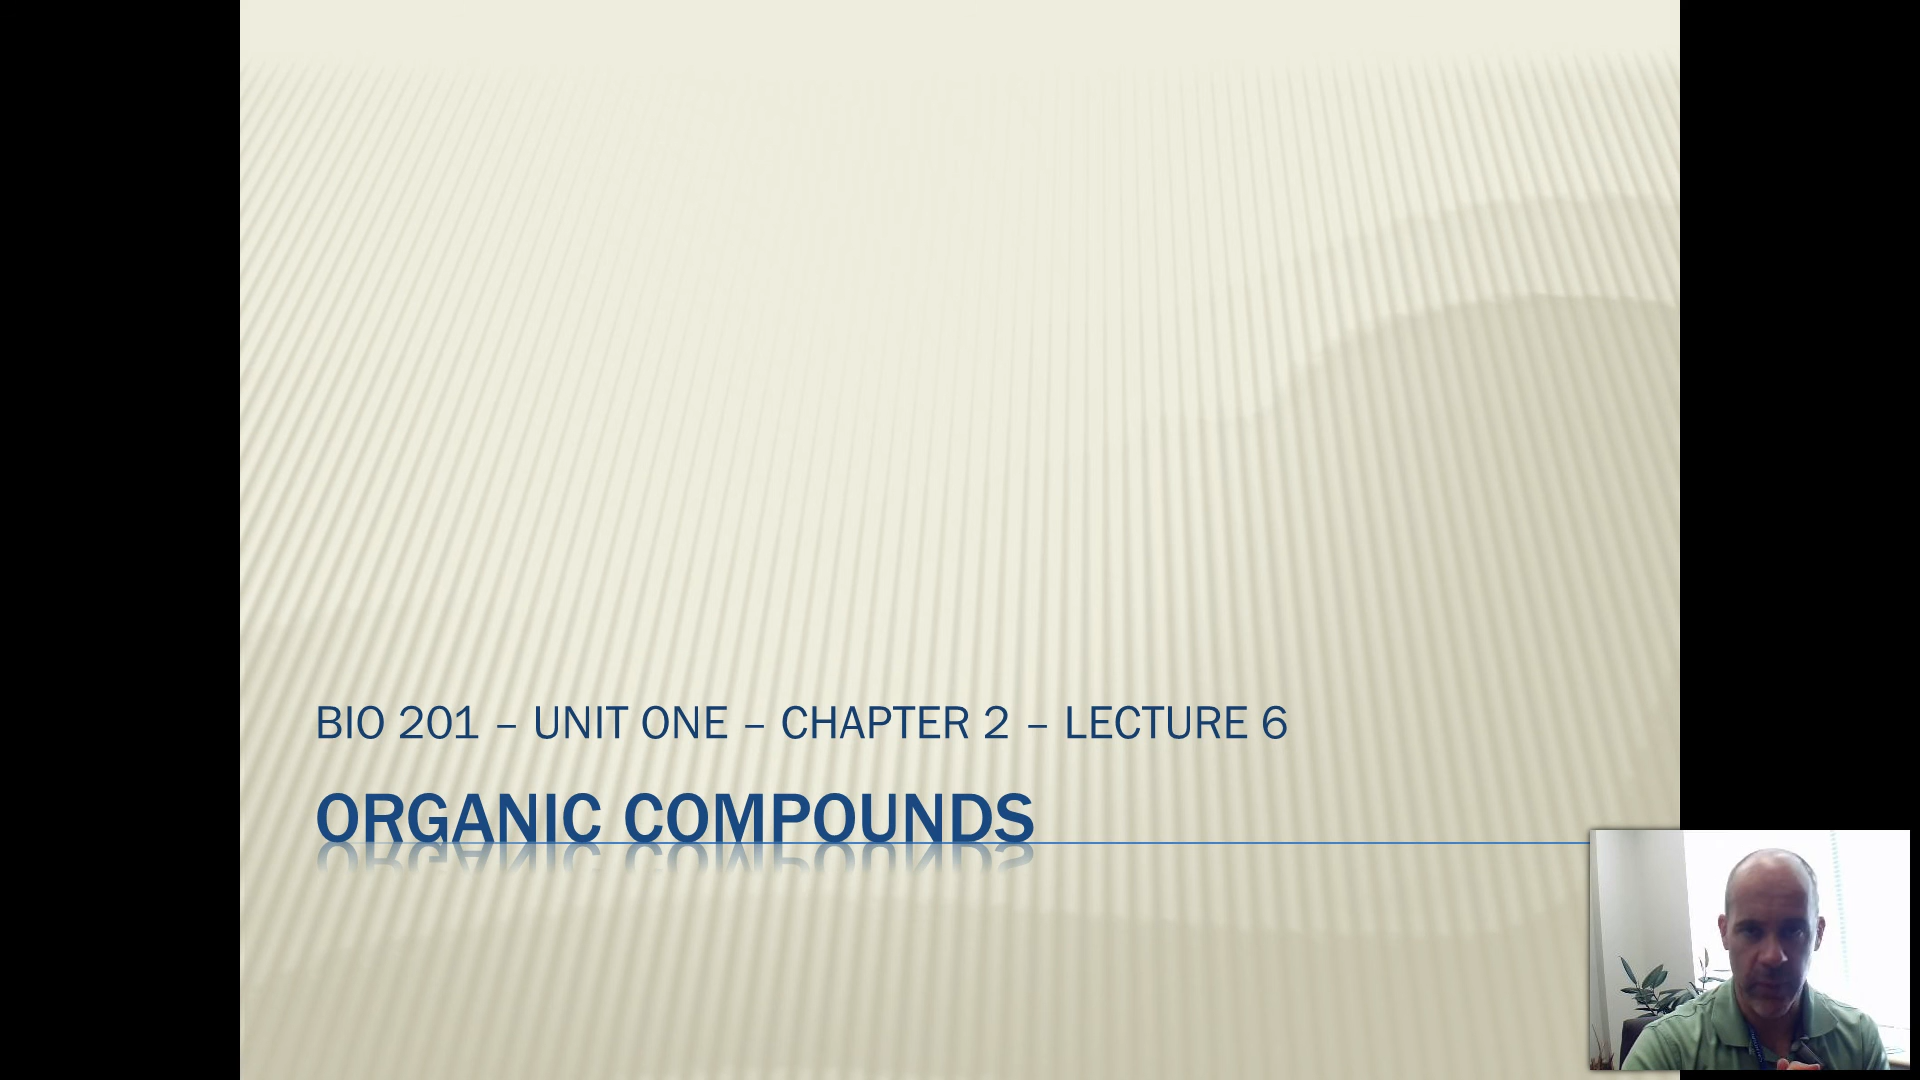 BIO 201 – UNIT ONE – CHAPTER 2 – LECTURE 6
ORGANIC COMPOUNDS